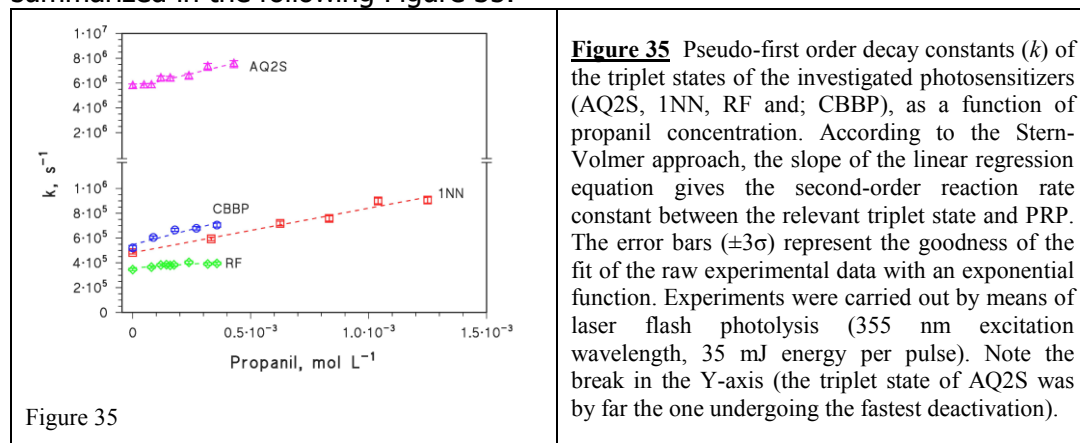 summarized in the following Figure 35.
1·10⁷
8·10⁶
6·10⁶
4·10⁶
2·10⁶
1·10⁶
8·10⁵
6·10⁵
4·10⁵
2·10⁵
0
k, s⁻¹
AQ2S
CBBP
1NN
RF
0
0.5·10⁻³
1.0·10⁻³
1.5·10⁻³
Propanil, mol L⁻¹
Figure 35
Figure 35 Pseudo-first order decay constants (k) of
the triplet states of the investigated photosensitizers
(AQ2S, 1NN, RF and; CBBP), as a function of
propanil concentration. According to the Stern-
Volmer approach, the slope of the linear regression
equation gives the second-order reaction rate
constant between the relevant triplet state and PRP.
The error bars (±3σ) represent the goodness of the
fit of the raw experimental data with an exponential
function. Experiments were carried out by means of
laser flash photolysis (355 nm excitation
wavelength, 35 mJ energy per pulse). Note the
break in the Y-axis (the triplet state of AQ2S was
by far the one undergoing the fastest deactivation).